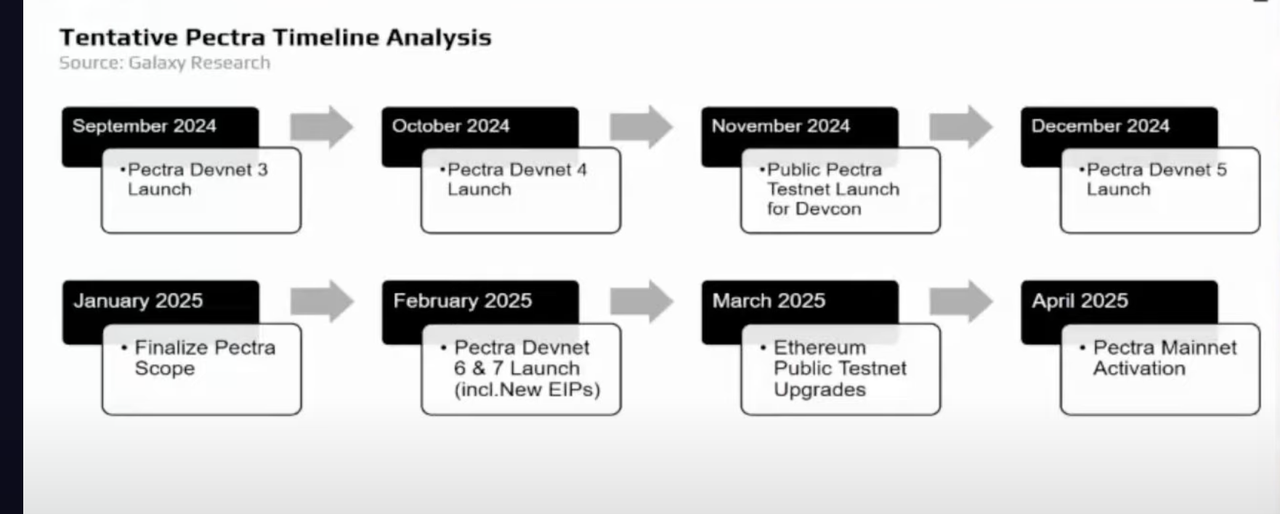 Tentative Pectra Timeline Analysis
Source: Galaxy Research
September 2024
•Pectra Devnet 3
Launch
October 2024
•Pectra Devnet 4
Launch
November 2024
•Public Pectra
Testnet Launch
for Devcon
December 2024
•Pectra Devnet 5
Launch
January 2025
• Finalize Pectra
Scope
February 2025
• Pectra Devnet
6 & 7 Launch
(incl.New EIPs)
March 2025
• Ethereum
Public Testnet
Upgrades
April 2025
• Pectra Mainnet
Activation